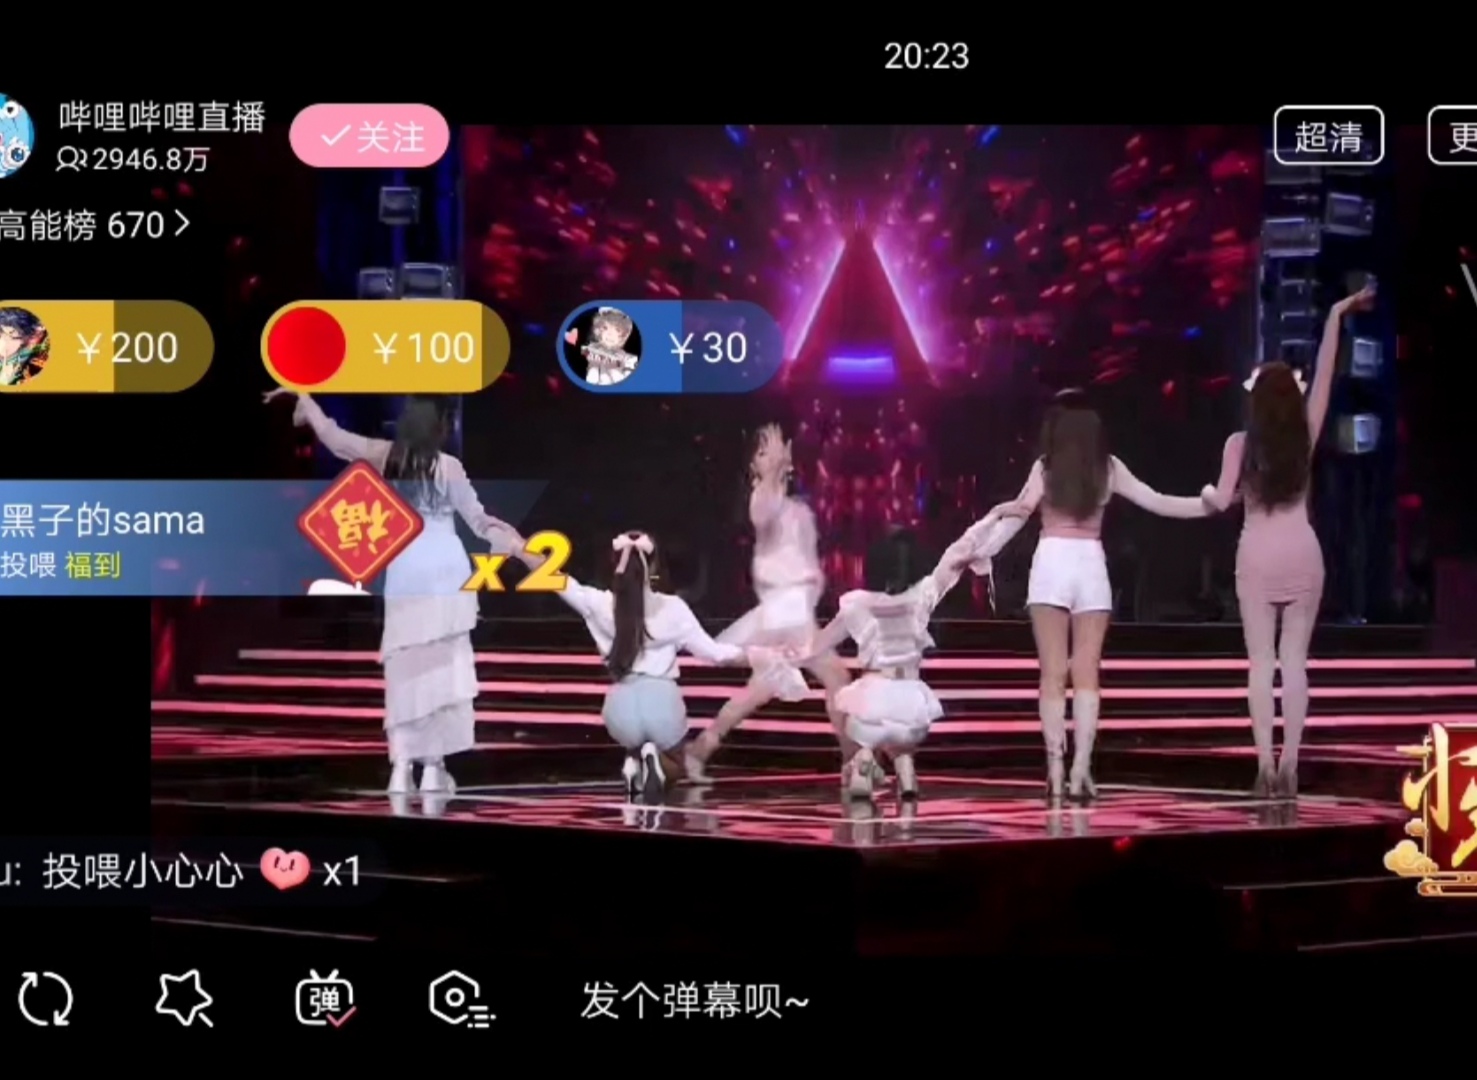 20:23
哔哩哔哩直播
2946.8万
关注
超清
更
高能榜 670
￥200
￥100
￥30
黑子的sama
投喂 福到
福
x2
u: 投喂小心心 x1
弹
发个弹幕呗~